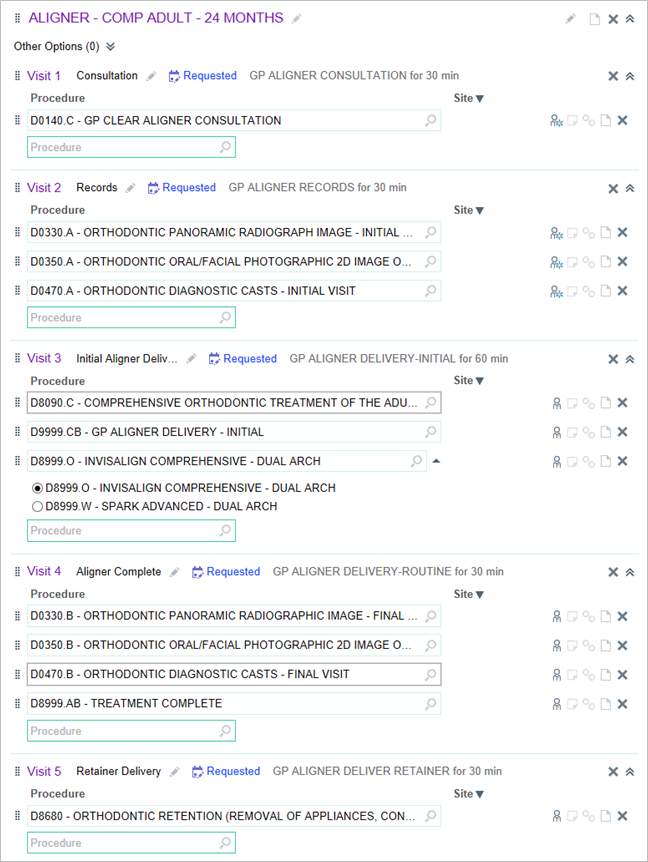 ALIGNER - COMP ADULT - 24 MONTHS
Other Options (0)
Visit 1 Consultation Requested GP ALIGNER CONSULTATION for 30 min
Procedure Site
D0140.C - GP CLEAR ALIGNER CONSULTATION
Procedure
Visit 2 Records Requested GP ALIGNER RECORDS for 30 min
Procedure Site
D0330.A - ORTHODONTIC PANORAMIC RADIOGRAPH IMAGE - INITIAL ...
D0350.A - ORTHODONTIC ORAL/FACIAL PHOTOGRAPHIC 2D IMAGE O...
D0470.A - ORTHODONTIC DIAGNOSTIC CASTS - INITIAL VISIT
Procedure
Visit 3 Initial Aligner Deliv... Requested GP ALIGNER DELIVERY-INITIAL for 60 min
Procedure Site
D8090.C - COMPREHENSIVE ORTHODONTIC TREATMENT OF THE ADU...
D9999.CB - GP ALIGNER DELIVERY - INITIAL
D8999.O - INVISALIGN COMPREHENSIVE - DUAL ARCH
D8999.O - INVISALIGN COMPREHENSIVE - DUAL ARCH
D8999.W - SPARK ADVANCED - DUAL ARCH
Procedure
Visit 4 Aligner Complete Requested GP ALIGNER DELIVERY-ROUTINE for 30 min
Procedure Site
D0330.B - ORTHODONTIC PANORAMIC RADIOGRAPHIC IMAGE - FINAL ...
D0350.B - ORTHODONTIC ORAL/FACIAL PHOTOGRAPHIC 2D IMAGE O...
D0470.B - ORTHODONTIC DIAGNOSTIC CASTS - FINAL VISIT
D8999.AB - TREATMENT COMPLETE
Procedure
Visit 5 Retainer Delivery Requested GP ALIGNER DELIVER RETAINER for 30 min
Procedure Site
D8680 - ORTHODONTIC RETENTION (REMOVAL OF APPLIANCES, CON...
Procedure